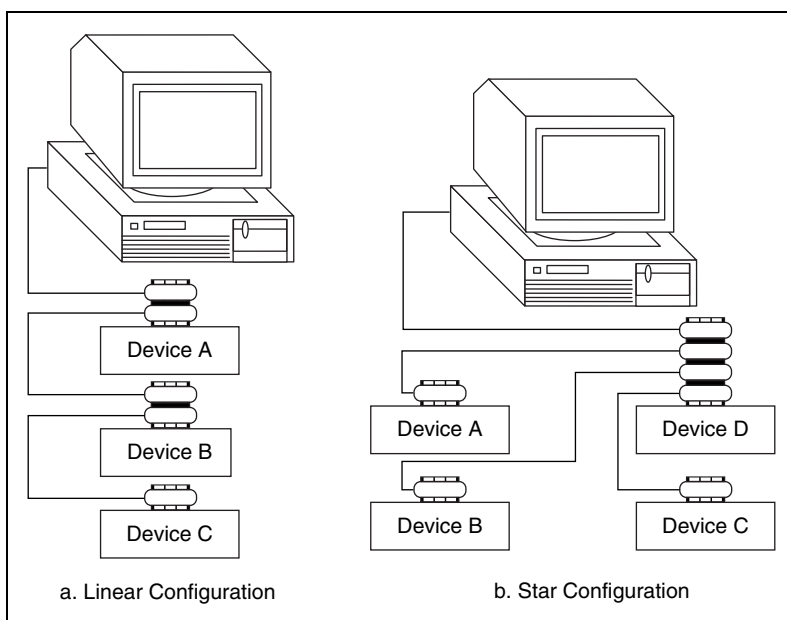 Device A
Device B
Device C
a. Linear Configuration
Device A
Device D
Device B
Device C
b. Star Configuration